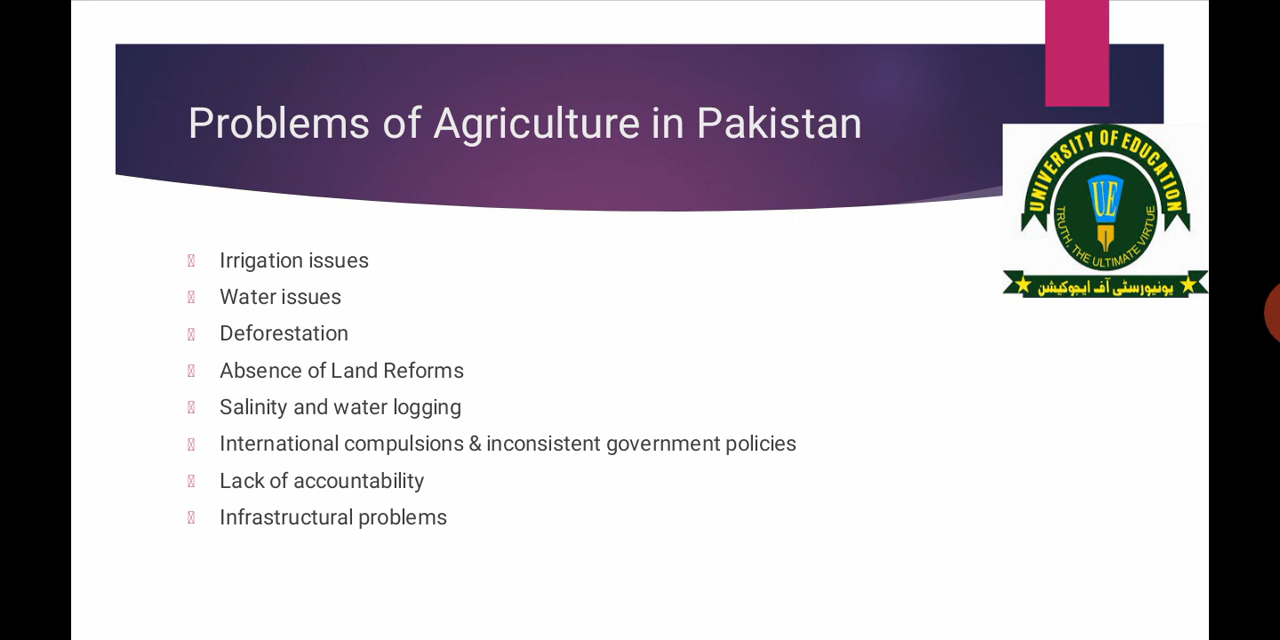 Problems of Agriculture in Pakistan
UNIVERSITY OF EDUCATION
UE
TRUTH, THE ULTIMATE VIRTUE
یونیورسٹی آف ایجوکیشن
Irrigation issues
Water issues
Deforestation
Absence of Land Reforms
Salinity and water logging
International compulsions & inconsistent government policies
Lack of accountability
Infrastructural problems